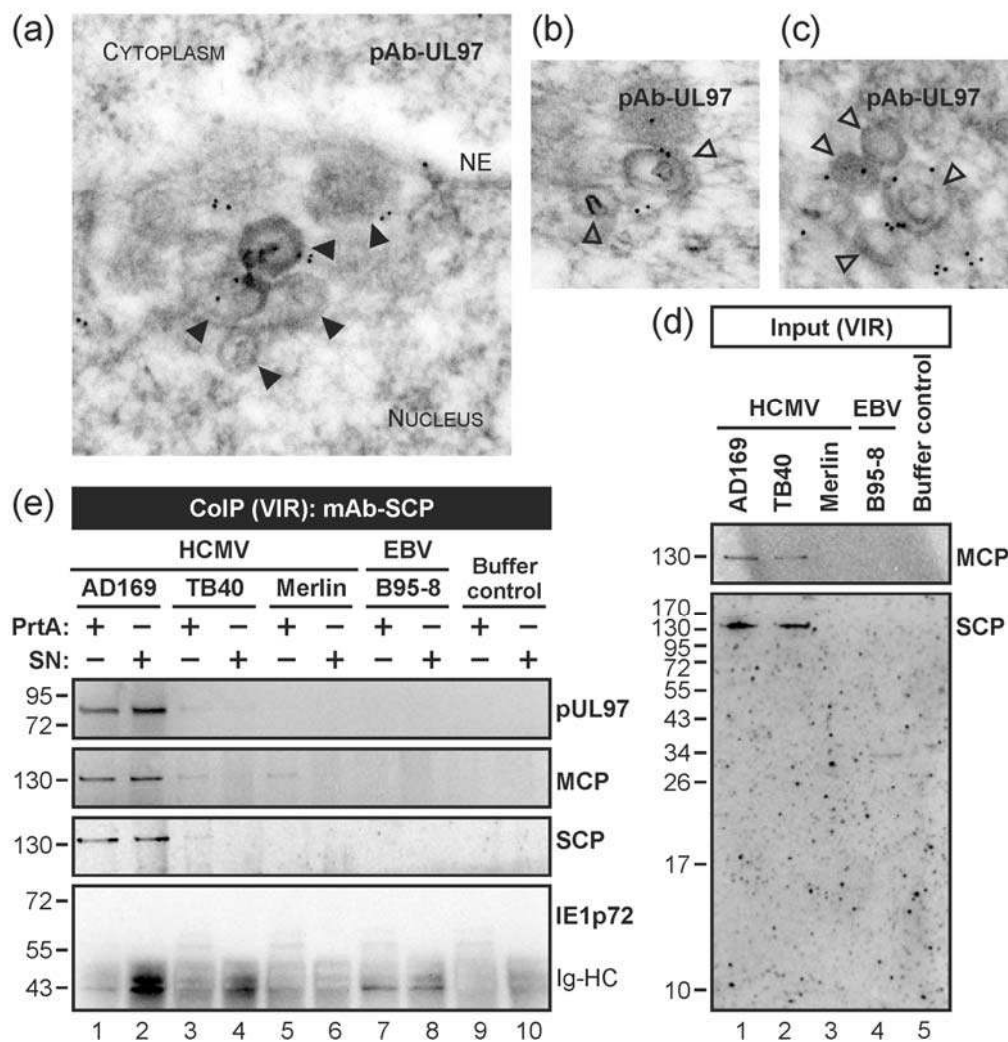 (a)
CYTOPLASM
pAb-UL97
NE
NUCLEUS
(b)
pAb-UL97
(c)
pAb-UL97
(d)
Input (VIR)
HCMV
EBV
AD169
TB40
Merlin
B95-8
Buffer control
130
MCP
170
130
95
72
55
43
34
26
17
10
SCP
1 2 3 4 5
(e)
CoIP (VIR): mAb-SCP
HCMV EBV Buffer
AD169 TB40 Merlin B95-8 control
PrtA: + − + − + − + − + −
SN: − + − + − + − + − +
95
72
pUL97
130
MCP
130
SCP
72
55
43
IE1p72
Ig-HC
1 2 3 4 5 6 7 8 9 10